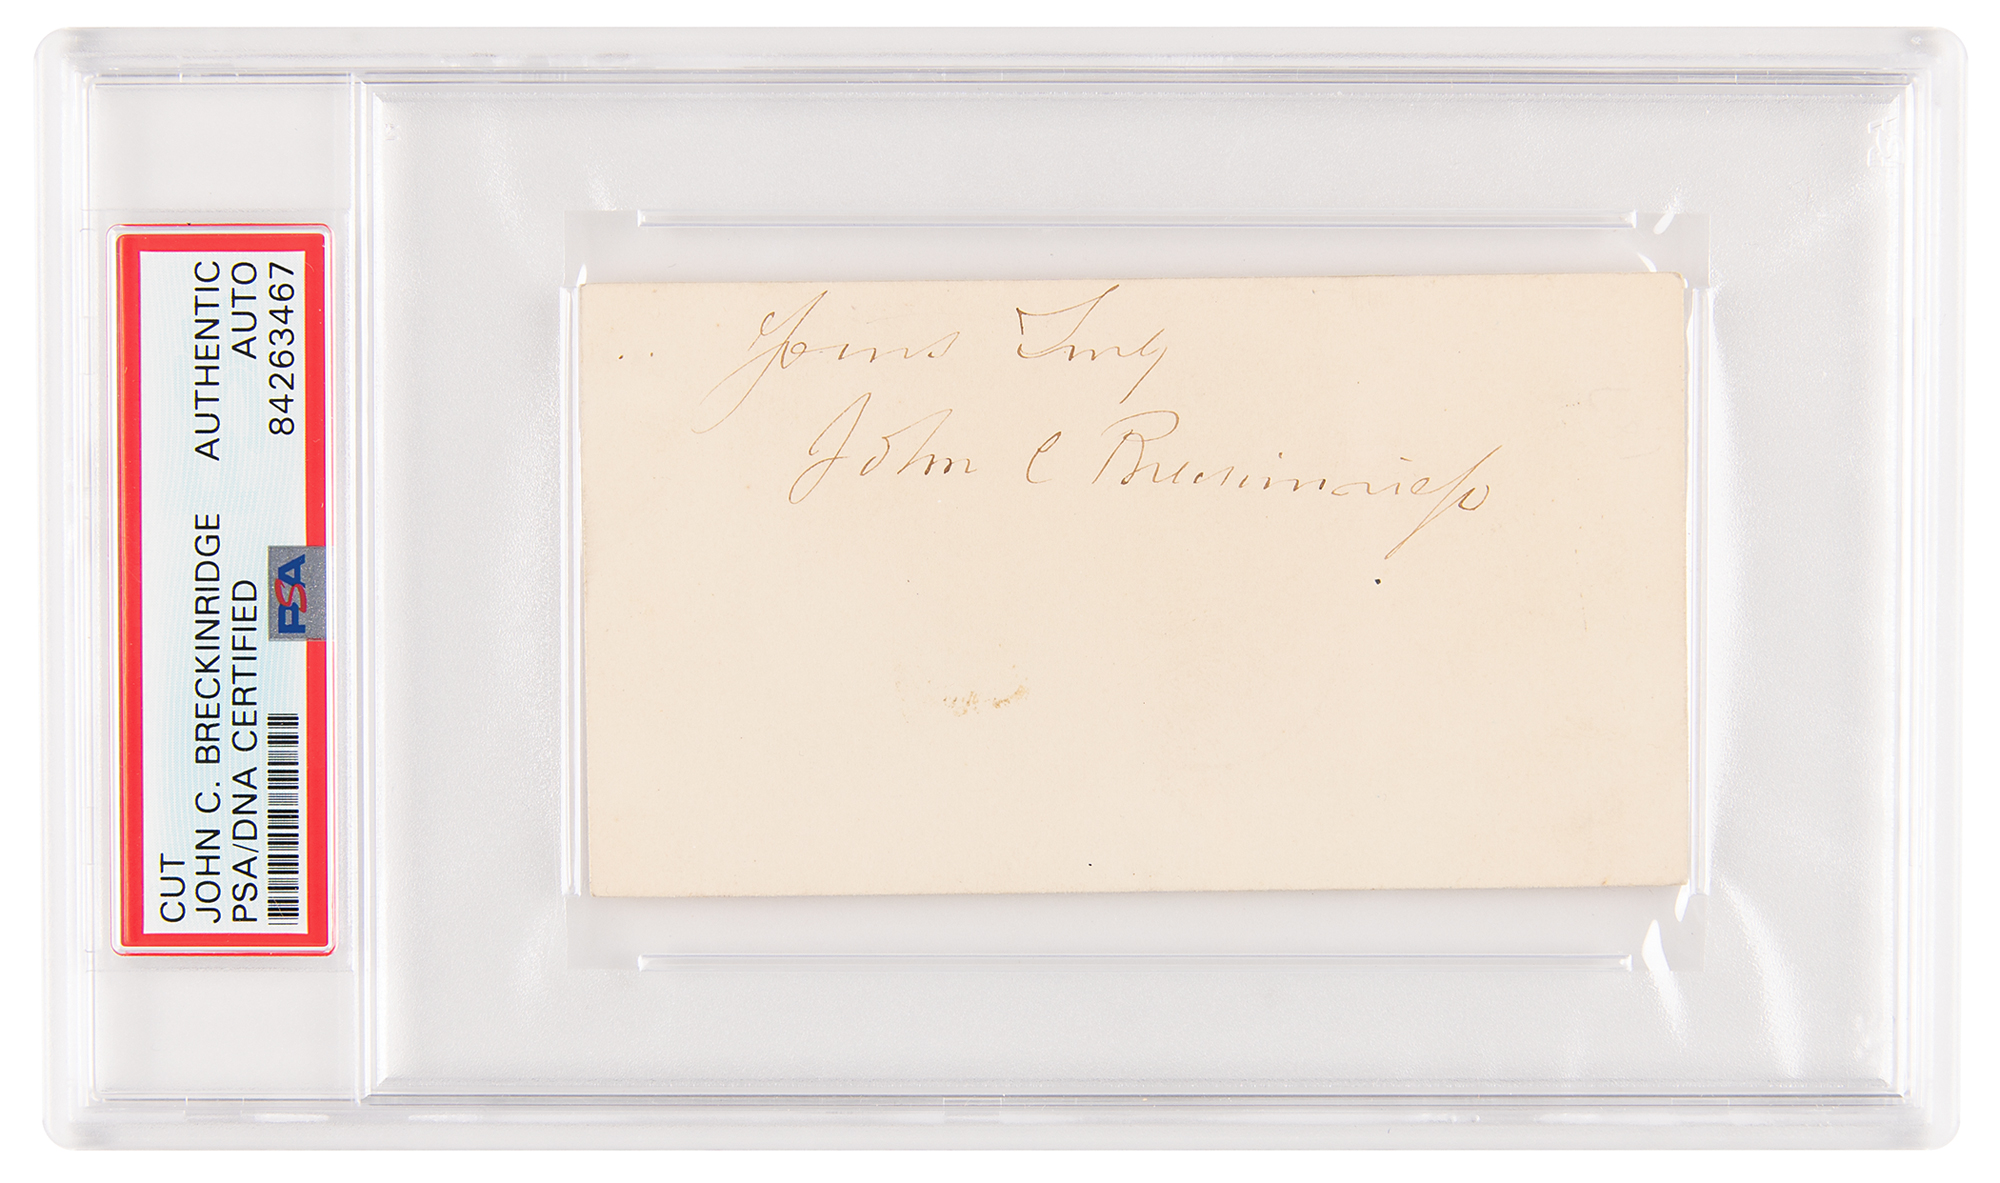 CUT
JOHN C. BRECKINRIDGE AUTHENTIC
PSA/DNA CERTIFIED AUTO
84263467
PSA
Yours Truly
John C Breckinridge